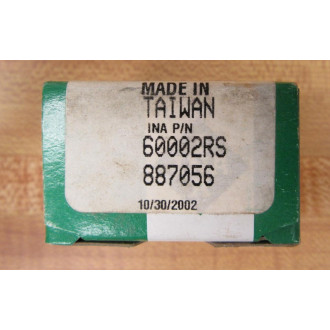 MADE IN
TAIWAN
INA P/N
60002RS
887056
10/30/2002